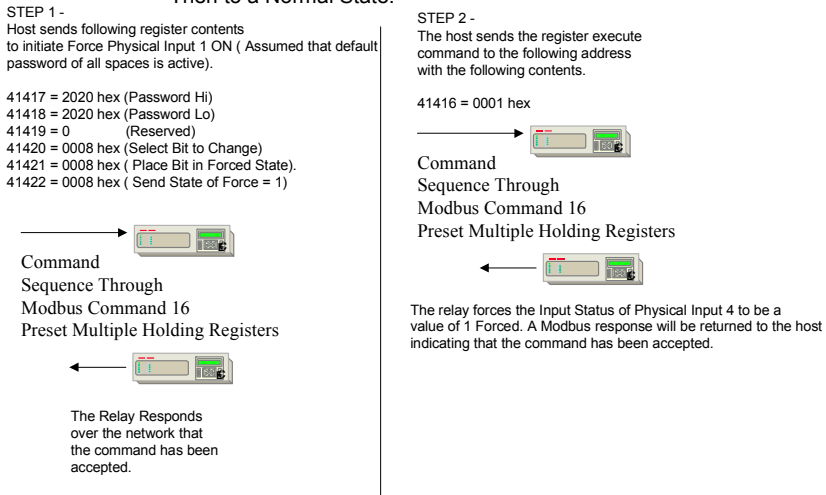 Then to a Normal State.
STEP 1 -
Host sends following register contents
to initiate Force Physical Input 1 ON ( Assumed that default
password of all spaces is active).
41417 = 2020 hex (Password Hi)
41418 = 2020 hex (Password Lo)
41419 = 0 (Reserved)
41420 = 0008 hex (Select Bit to Change)
41421 = 0008 hex ( Place Bit in Forced State).
41422 = 0008 hex ( Send State of Force = 1)
Command
Sequence Through
Modbus Command 16
Preset Multiple Holding Registers
The Relay Responds
over the network that
the command has been
accepted.
STEP 2 -
The host sends the register execute
command to the following address
with the following contents.
41416 = 0001 hex
Command
Sequence Through
Modbus Command 16
Preset Multiple Holding Registers
The relay forces the Input Status of Physical Input 4 to be a
value of 1 Forced. A Modbus response will be returned to the host
indicating that the command has been accepted.